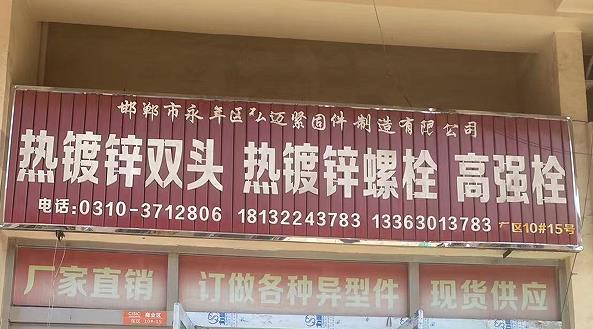 邯郸市永年区弘迈紧固件制造有限公司
热镀锌双头 热镀锌螺栓 高强栓
电话:0310-3712806 18132243783 13363013783 厂区10#15号
厂家直销 订做各种异型件 现货供应
商业区